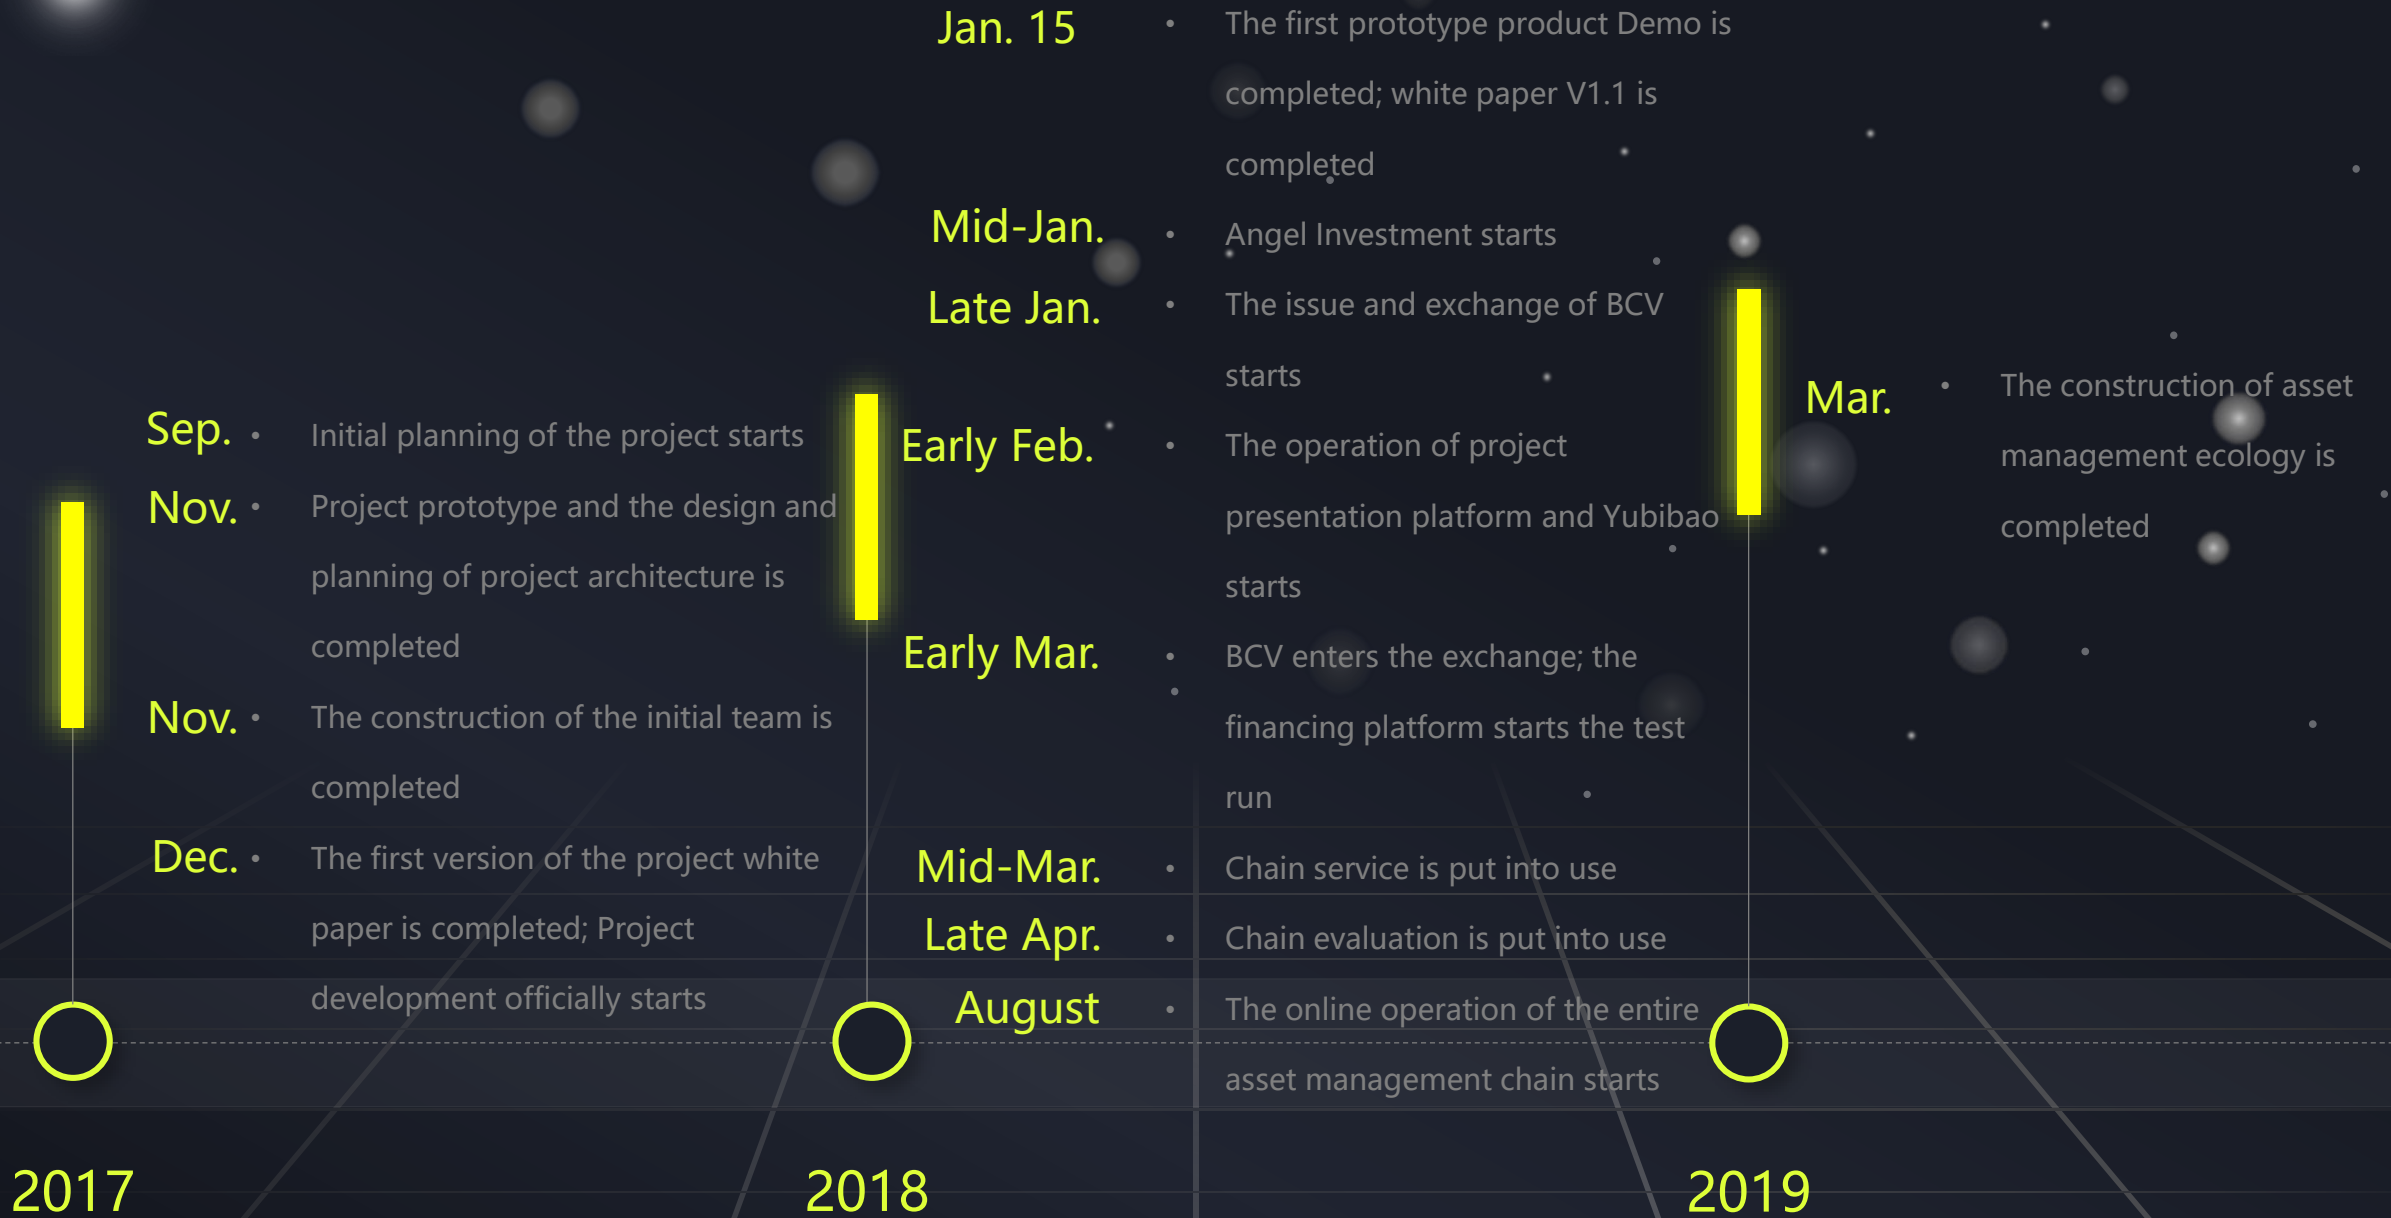 Sep. • Initial planning of the project starts
Nov. • Project prototype and the design and
planning of project architecture is
completed
Nov. • The construction of the initial team is
completed
Dec. • The first version of the project white
paper is completed; Project
development officially starts
2017
Jan. 15 • The first prototype product Demo is
completed; white paper V1.1 is
completed
Mid-Jan. • Angel Investment starts
Late Jan. • The issue and exchange of BCV
starts
Early Feb. • The operation of project
presentation platform and Yubibao
starts
Early Mar. • BCV enters the exchange; the
financing platform starts the test
run
Mid-Mar. • Chain service is put into use
Late Apr. • Chain evaluation is put into use
August • The online operation of the entire
asset management chain starts
2018
Mar. • The construction of asset
management ecology is
completed
2019